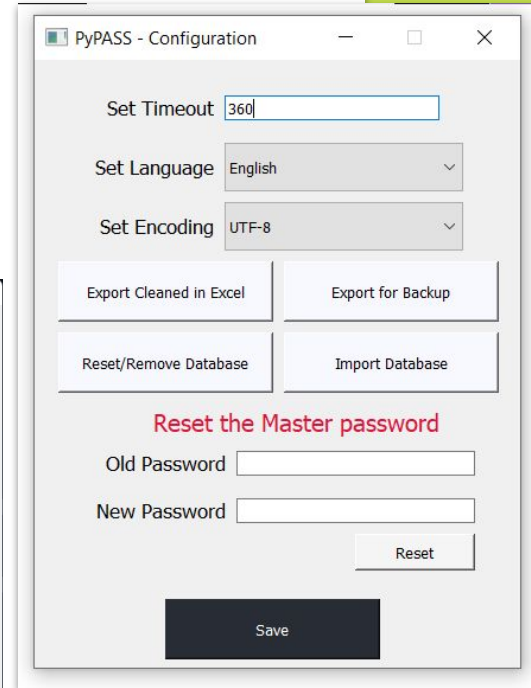 PyPASS - Configuration
Set Timeout 360
Set Language English
Set Encoding UTF-8
Export Cleaned in Excel Export for Backup
Reset/Remove Database Import Database
Reset the Master password
Old Password
New Password
Reset
Save